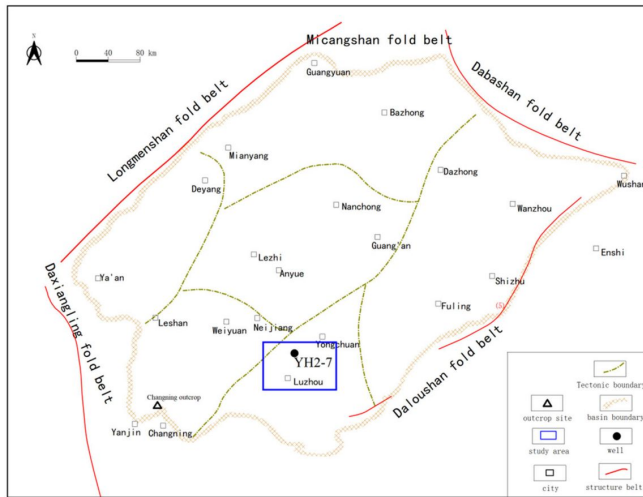 Micangshan fold belt
N
0 40 80 km
Guangyuan
Longmenshan fold belt
Dabashan fold belt
Bazhong
Mianyang
Dazhong
Wushan
Deyang
Nanchong
Wanzhou
Guang'an
Enshi
Lezhi
Anyue
Ya'an
Shizhu
Daxiangling fold belt
Fuling
(S)
Leshan
Weiyuan
Neijiang
Yongchuan
YH2-7
Luzhou
Daloushan fold belt
Changning outcrop
Yanjin
Changning
Tectonic boundary
outcrop site
basin boundary
study area
well
city
structure belt